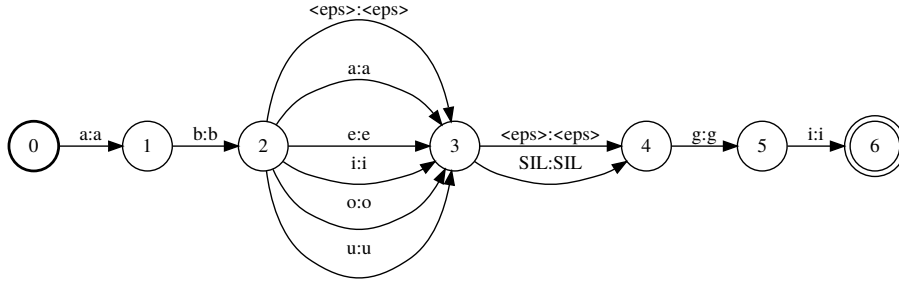 <eps>:<eps>
a:a
0 a:a 1 b:b 2 e:e 3 <eps>:<eps> 4 g:g 5 i:i 6
i:i SIL:SIL
o:o
u:u